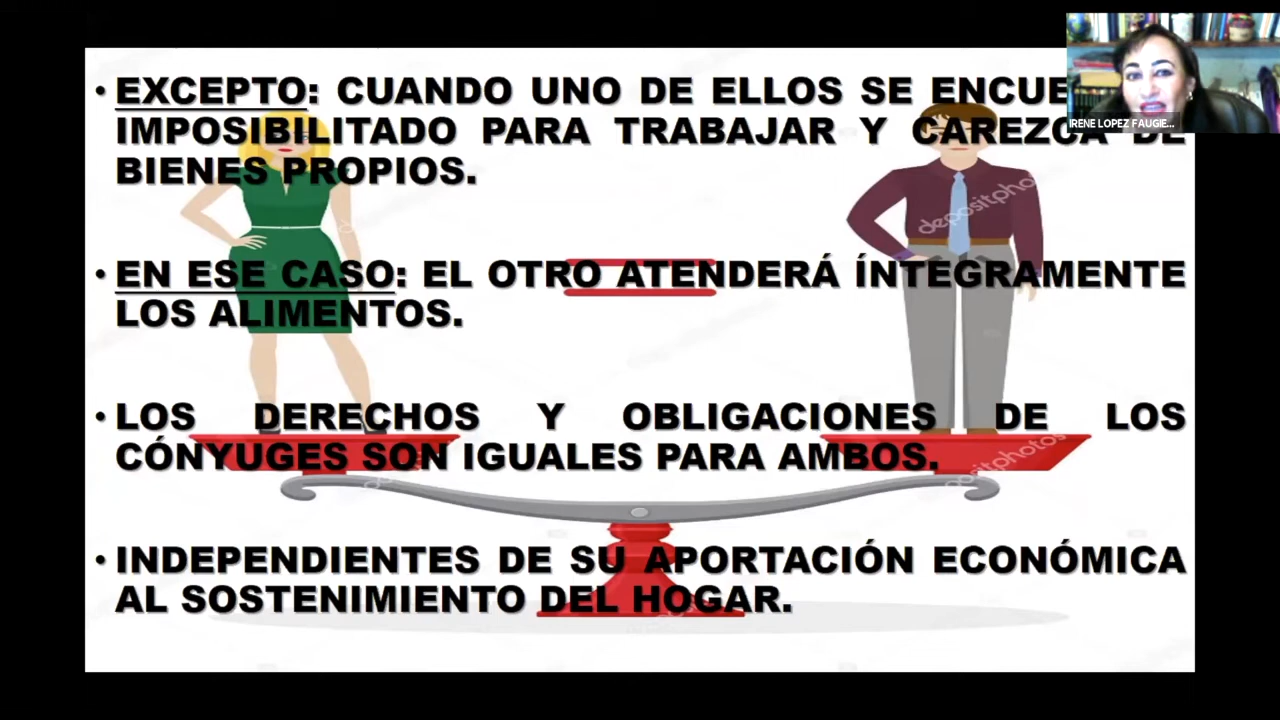 • EXCEPTO: CUANDO UNO DE ELLOS SE
IMPOSIBILITADO PARA TRABAJAR Y CAREZCA DE
BIENES PROPIOS.
• EN ESE CASO: EL OTRO ATENDERÁ ÍNTEGRAMENTE
LOS ALIMENTOS.
• LOS DERECHOS Y OBLIGACIONES DE LOS
CÓNYUGES SON IGUALES PARA AMBOS.
• INDEPENDIENTES DE SU APORTACIÓN ECONÓMICA
AL SOSTENIMIENTO DEL HOGAR.
IRENE LOPEZ FAUGIE...
depositphotos